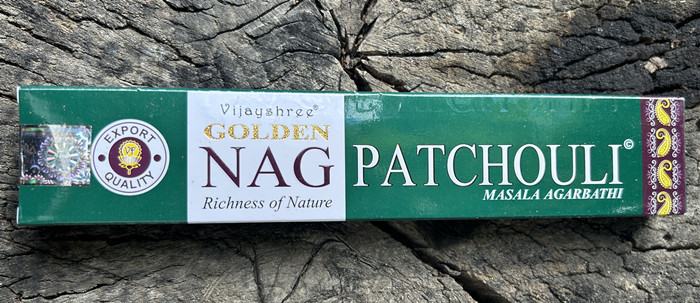 EXPORT
QUALITY
Vijayshree®
GOLDEN
NAG
Richness of Nature
PATCHOULI©
MASALA AGARBATHI